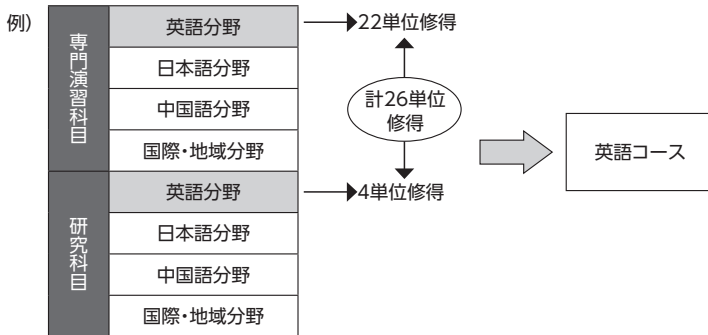 例)
専門演習科目
英語分野
22単位修得
日本語分野
中国語分野
国際・地域分野
計26単位
修得
英語コース
研究科目
英語分野
4単位修得
日本語分野
中国語分野
国際・地域分野